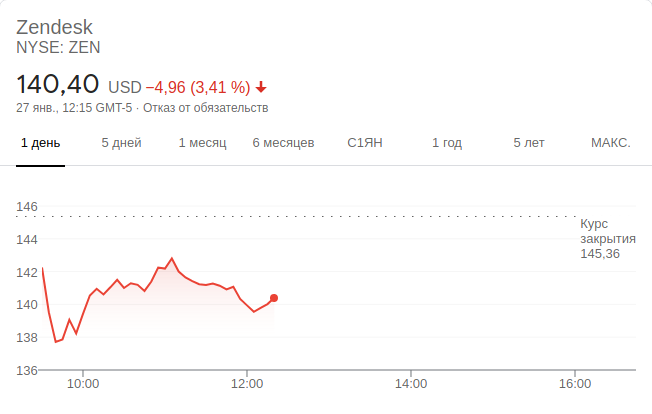 Zendesk
NYSE: ZEN
140,40 USD −4,96 (3,41 %)
27 янв., 12:15 GMT-5 · Отказ от обязательств
1 день 5 дней 1 месяц 6 месяцев С1ЯН 1 год 5 лет МАКС.
146
Курс
закрытия
145,36
144
142
140
138
136
10:00 12:00 14:00 16:00